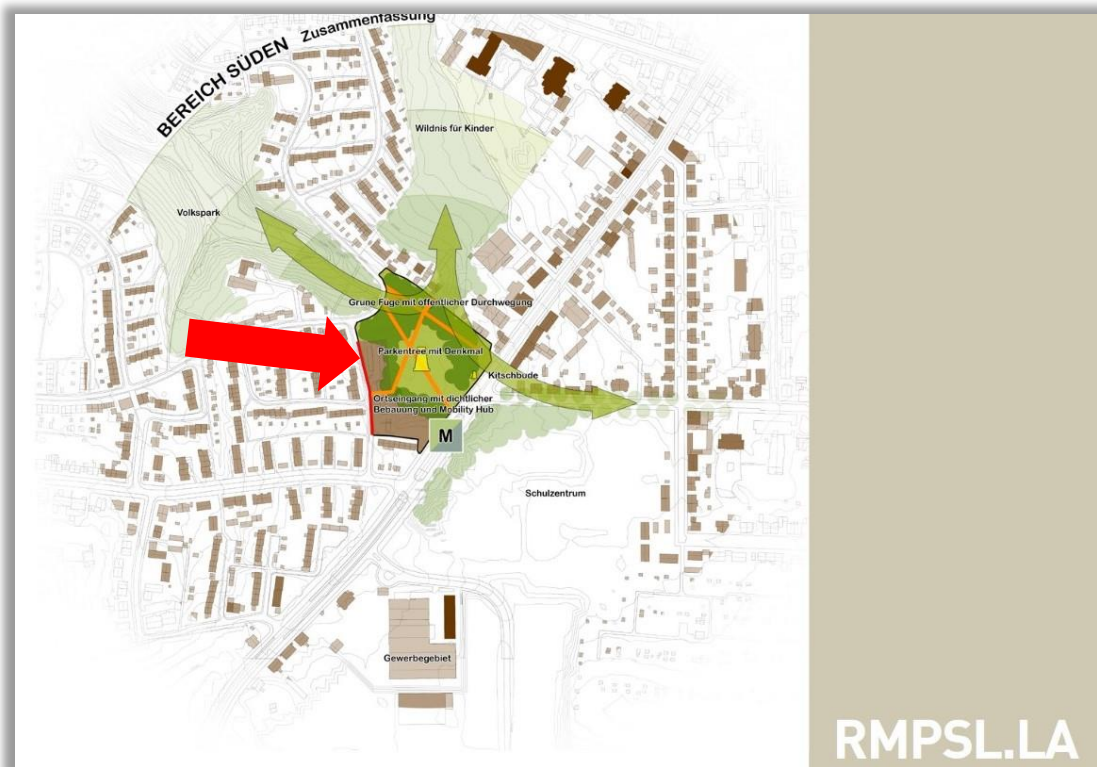 BEREICH SÜDEN Zusammenfassung
Wildnis für Kinder
Volkspark
Grüne Fuge mit öffentlicher Durchwegung
Parkentree mit Denkmal
Kitschbude
Ortseingang mit dichtlicher
Bebauung und Mobility Hub
M
Schulzentrum
Gewerbegebiet
RMPSL.LA